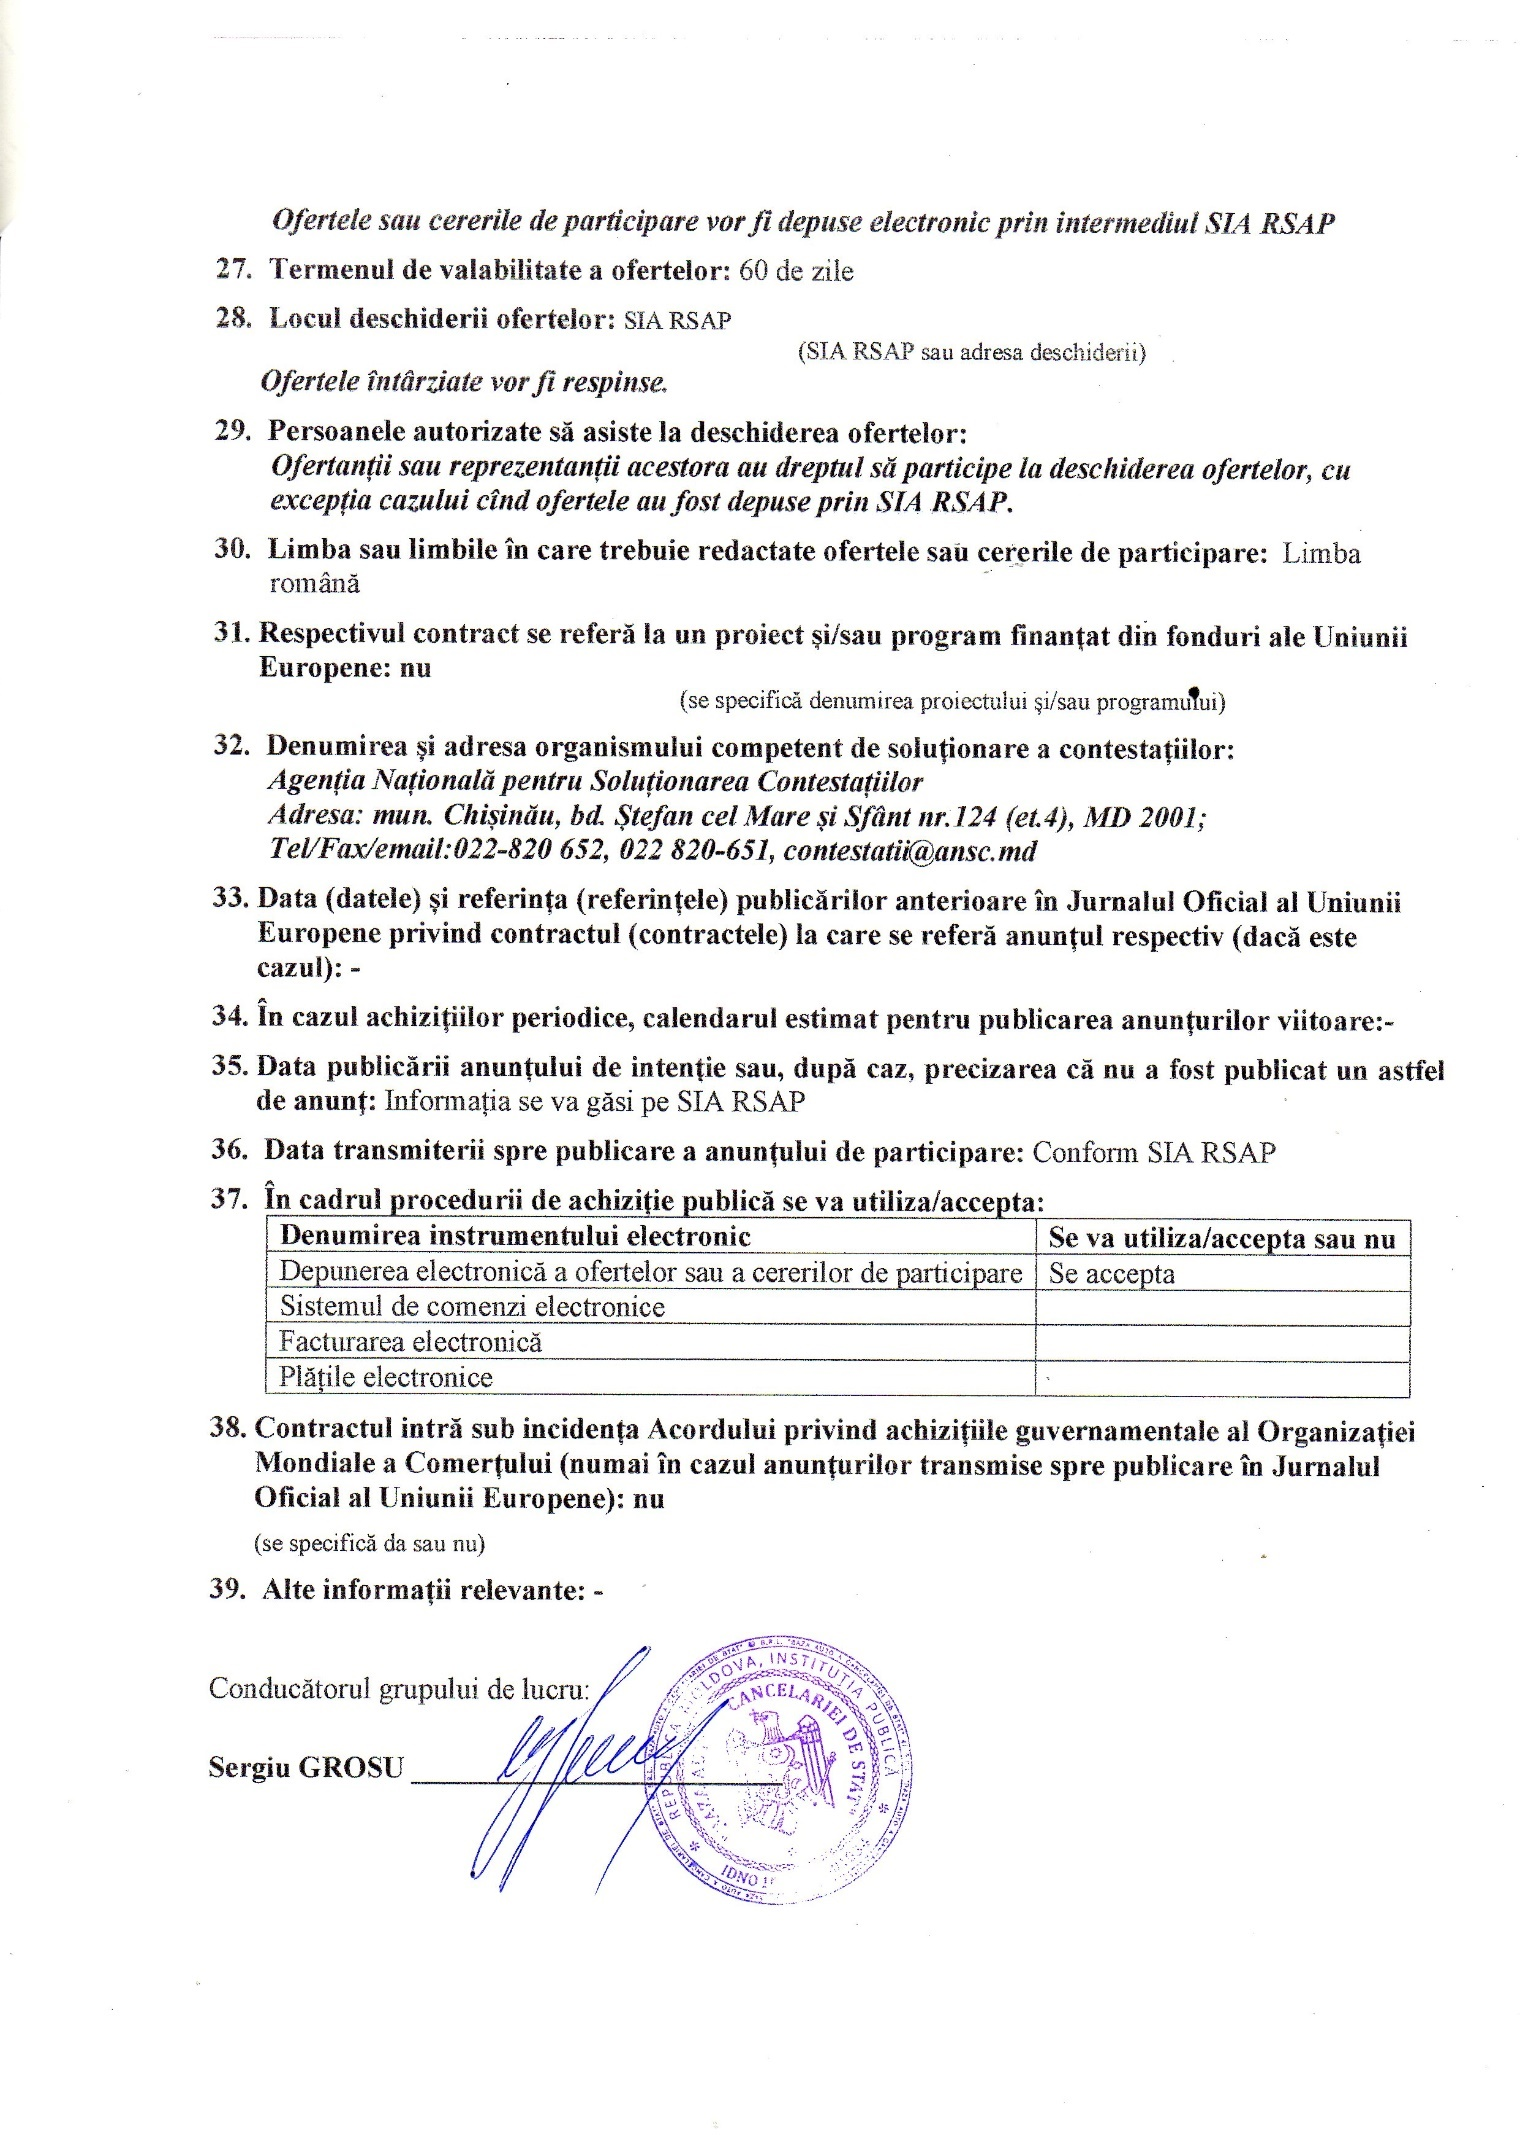 Ofertele sau cererile de participare vor fi depuse electronic prin intermediul SIA RSAP
27. Termenul de valabilitate a ofertelor: 60 de zile
28. Locul deschiderii ofertelor: SIA RSAP
(SIA RSAP sau adresa deschiderii)
Ofertele întârziate vor fi respinse.
29. Persoanele autorizate să asiste la deschiderea ofertelor:
Ofertanții sau reprezentanții acestora au dreptul să participe la deschiderea ofertelor, cu
excepția cazului cînd ofertele au fost depuse prin SIA RSAP.
30. Limba sau limbile în care trebuie redactate ofertele sau cererile de participare: Limba
română
31. Respectivul contract se referă la un proiect și/sau program finanțat din fonduri ale Uniunii
Europene: nu
(se specifică denumirea proiectului și/sau programului)
32. Denumirea și adresa organismului competent de soluționare a contestațiilor:
Agenția Națională pentru Soluționarea Contestațiilor
Adresa: mun. Chișinău, bd. Ștefan cel Mare și Sfânt nr.124 (et.4), MD 2001;
Tel/Fax/email:022-820 652, 022 820-651, contestatii@ansc.md
33. Data (datele) și referința (referințele) publicărilor anterioare în Jurnalul Oficial al Uniunii
Europene privind contractul (contractele) la care se referă anunțul respectiv (dacă este
cazul): -
34. În cazul achizițiilor periodice, calendarul estimat pentru publicarea anunțurilor viitoare:-
35. Data publicării anunțului de intenție sau, după caz, precizarea că nu a fost publicat un astfel
de anunț: Informația se va găsi pe SIA RSAP
36. Data transmiterii spre publicare a anunțului de participare: Conform SIA RSAP
37. În cadrul procedurii de achiziție publică se va utiliza/accepta:
Denumirea instrumentului electronic Se va utiliza/accepta sau nu
Depunerea electronică a ofertelor sau a cererilor de participare Se accepta
Sistemul de comenzi electronice
Facturarea electronică
Plățile electronice
38. Contractul intră sub incidența Acordului privind achizițiile guvernamentale al Organizației
Mondiale a Comerțului (numai în cazul anunțurilor transmise spre publicare în Jurnalul
Oficial al Uniunii Europene): nu
(se specifică da sau nu)
39. Alte informații relevante: -
Conducătorul grupului de lucru:
Sergiu GROSU
REPUBLICA MOLDOVA, INSTITUȚIA PUBLICĂ
CANCELARIEI DE STAT"
IDNO